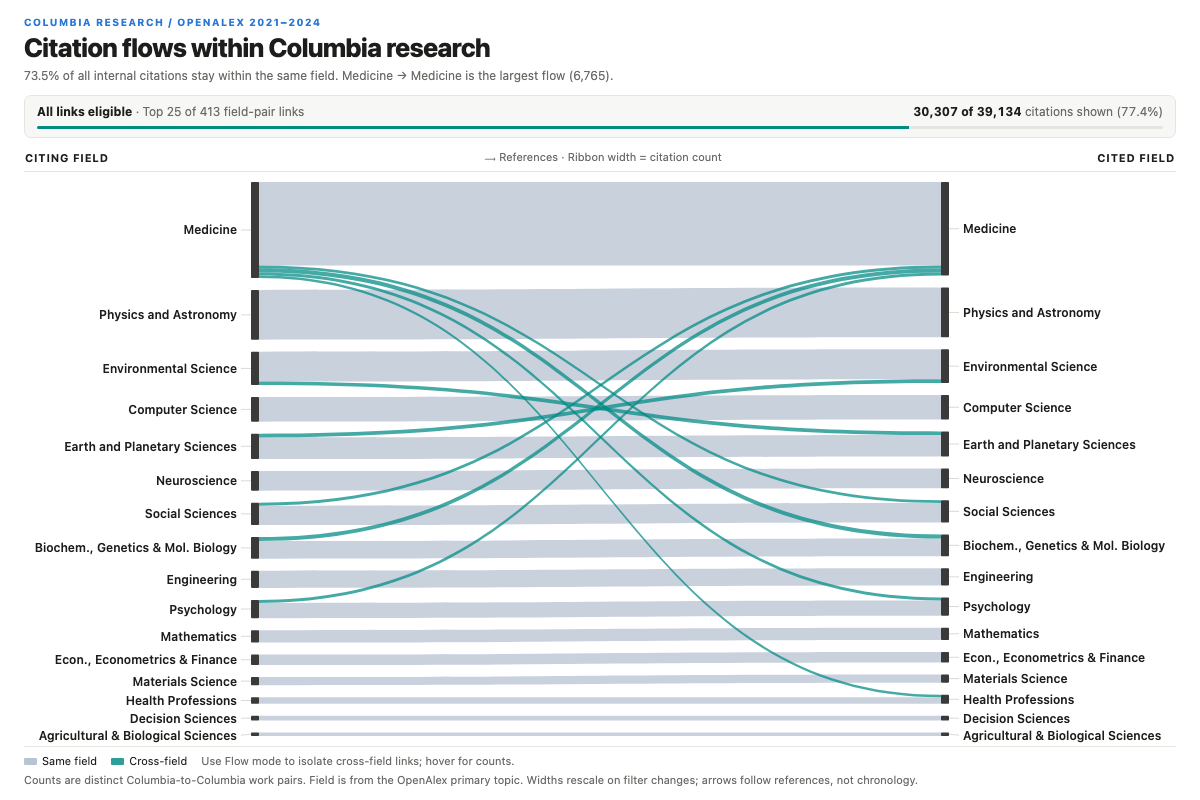 COLUMBIA RESEARCH / OPENALEX 2021–2024
Citation flows within Columbia research
73.5% of all internal citations stay within the same field. Medicine → Medicine is the largest flow (6,765).
All links eligible · Top 25 of 413 field-pair links
30,307 of 39,134 citations shown (77.4%)
CITING FIELD
→ References · Ribbon width = citation count
CITED FIELD
Medicine
Physics and Astronomy
Environmental Science
Computer Science
Earth and Planetary Sciences
Neuroscience
Social Sciences
Biochem., Genetics & Mol. Biology
Engineering
Psychology
Mathematics
Econ., Econometrics & Finance
Materials Science
Health Professions
Decision Sciences
Agricultural & Biological Sciences
Medicine
Physics and Astronomy
Environmental Science
Computer Science
Earth and Planetary Sciences
Neuroscience
Social Sciences
Biochem., Genetics & Mol. Biology
Engineering
Psychology
Mathematics
Econ., Econometrics & Finance
Materials Science
Health Professions
Decision Sciences
Agricultural & Biological Sciences
Same field
Cross-field
Use Flow mode to isolate cross-field links; hover for counts.
Counts are distinct Columbia-to-Columbia work pairs. Field is from the OpenAlex primary topic. Widths rescale on filter changes; arrows follow references, not chronology.